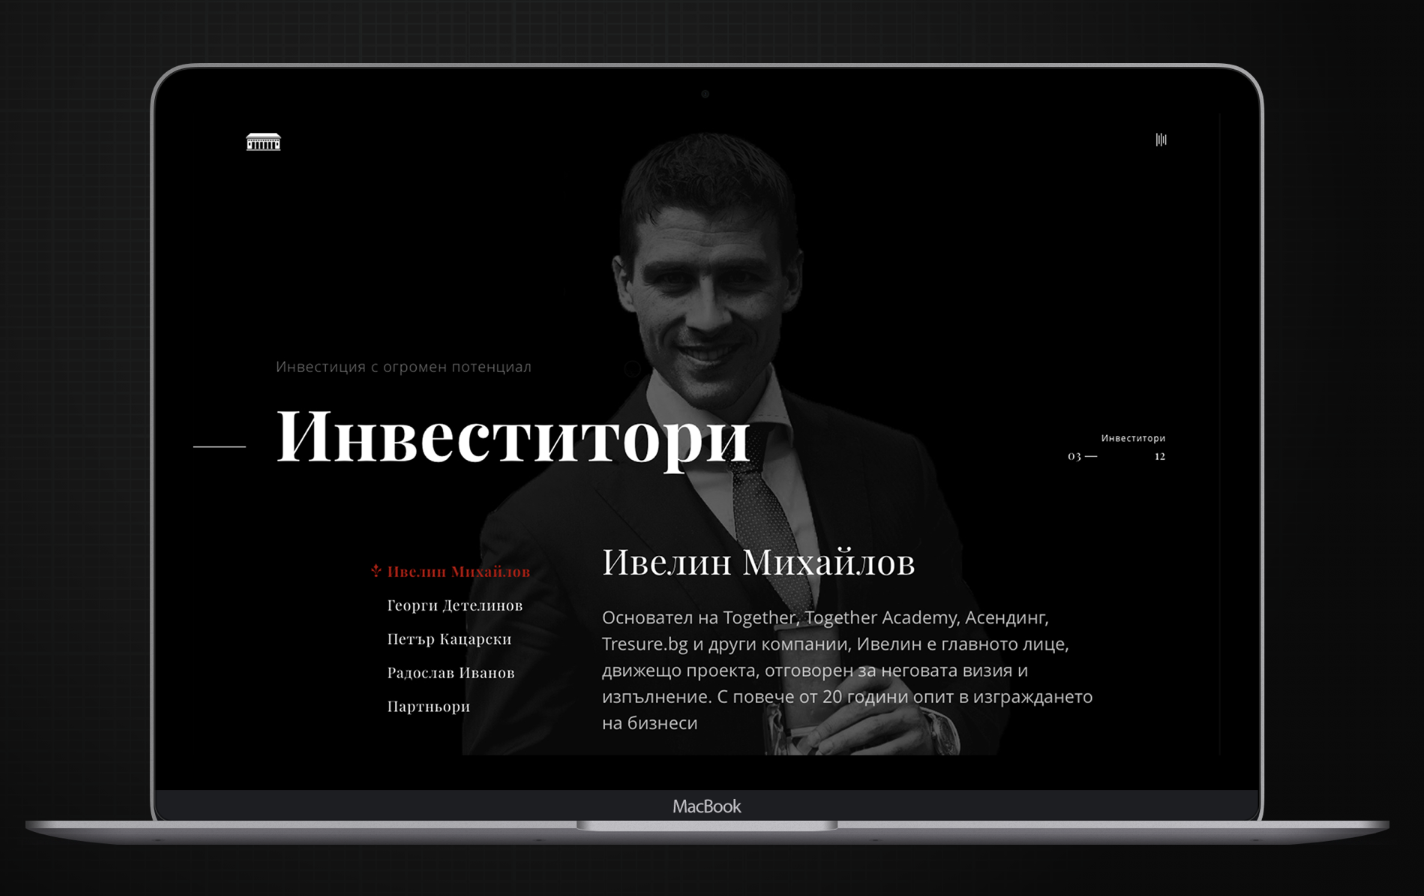 Инвестиция с огромен потенциал
Инвеститори
Инвеститори
03 — 12
Ивелин Михайлов
Георги Детелинов
Петър Кацарски
Радослав Иванов
Партньори
Ивелин Михайлов
Основател на Together, Together Academy, Асендинг,
Tresure.bg и други компании, Ивелин е главното лице,
движещо проекта, отговорен за неговата визия и
изпълнение. С повече от 20 години опит в изграждането
на бизнеси
MacBook